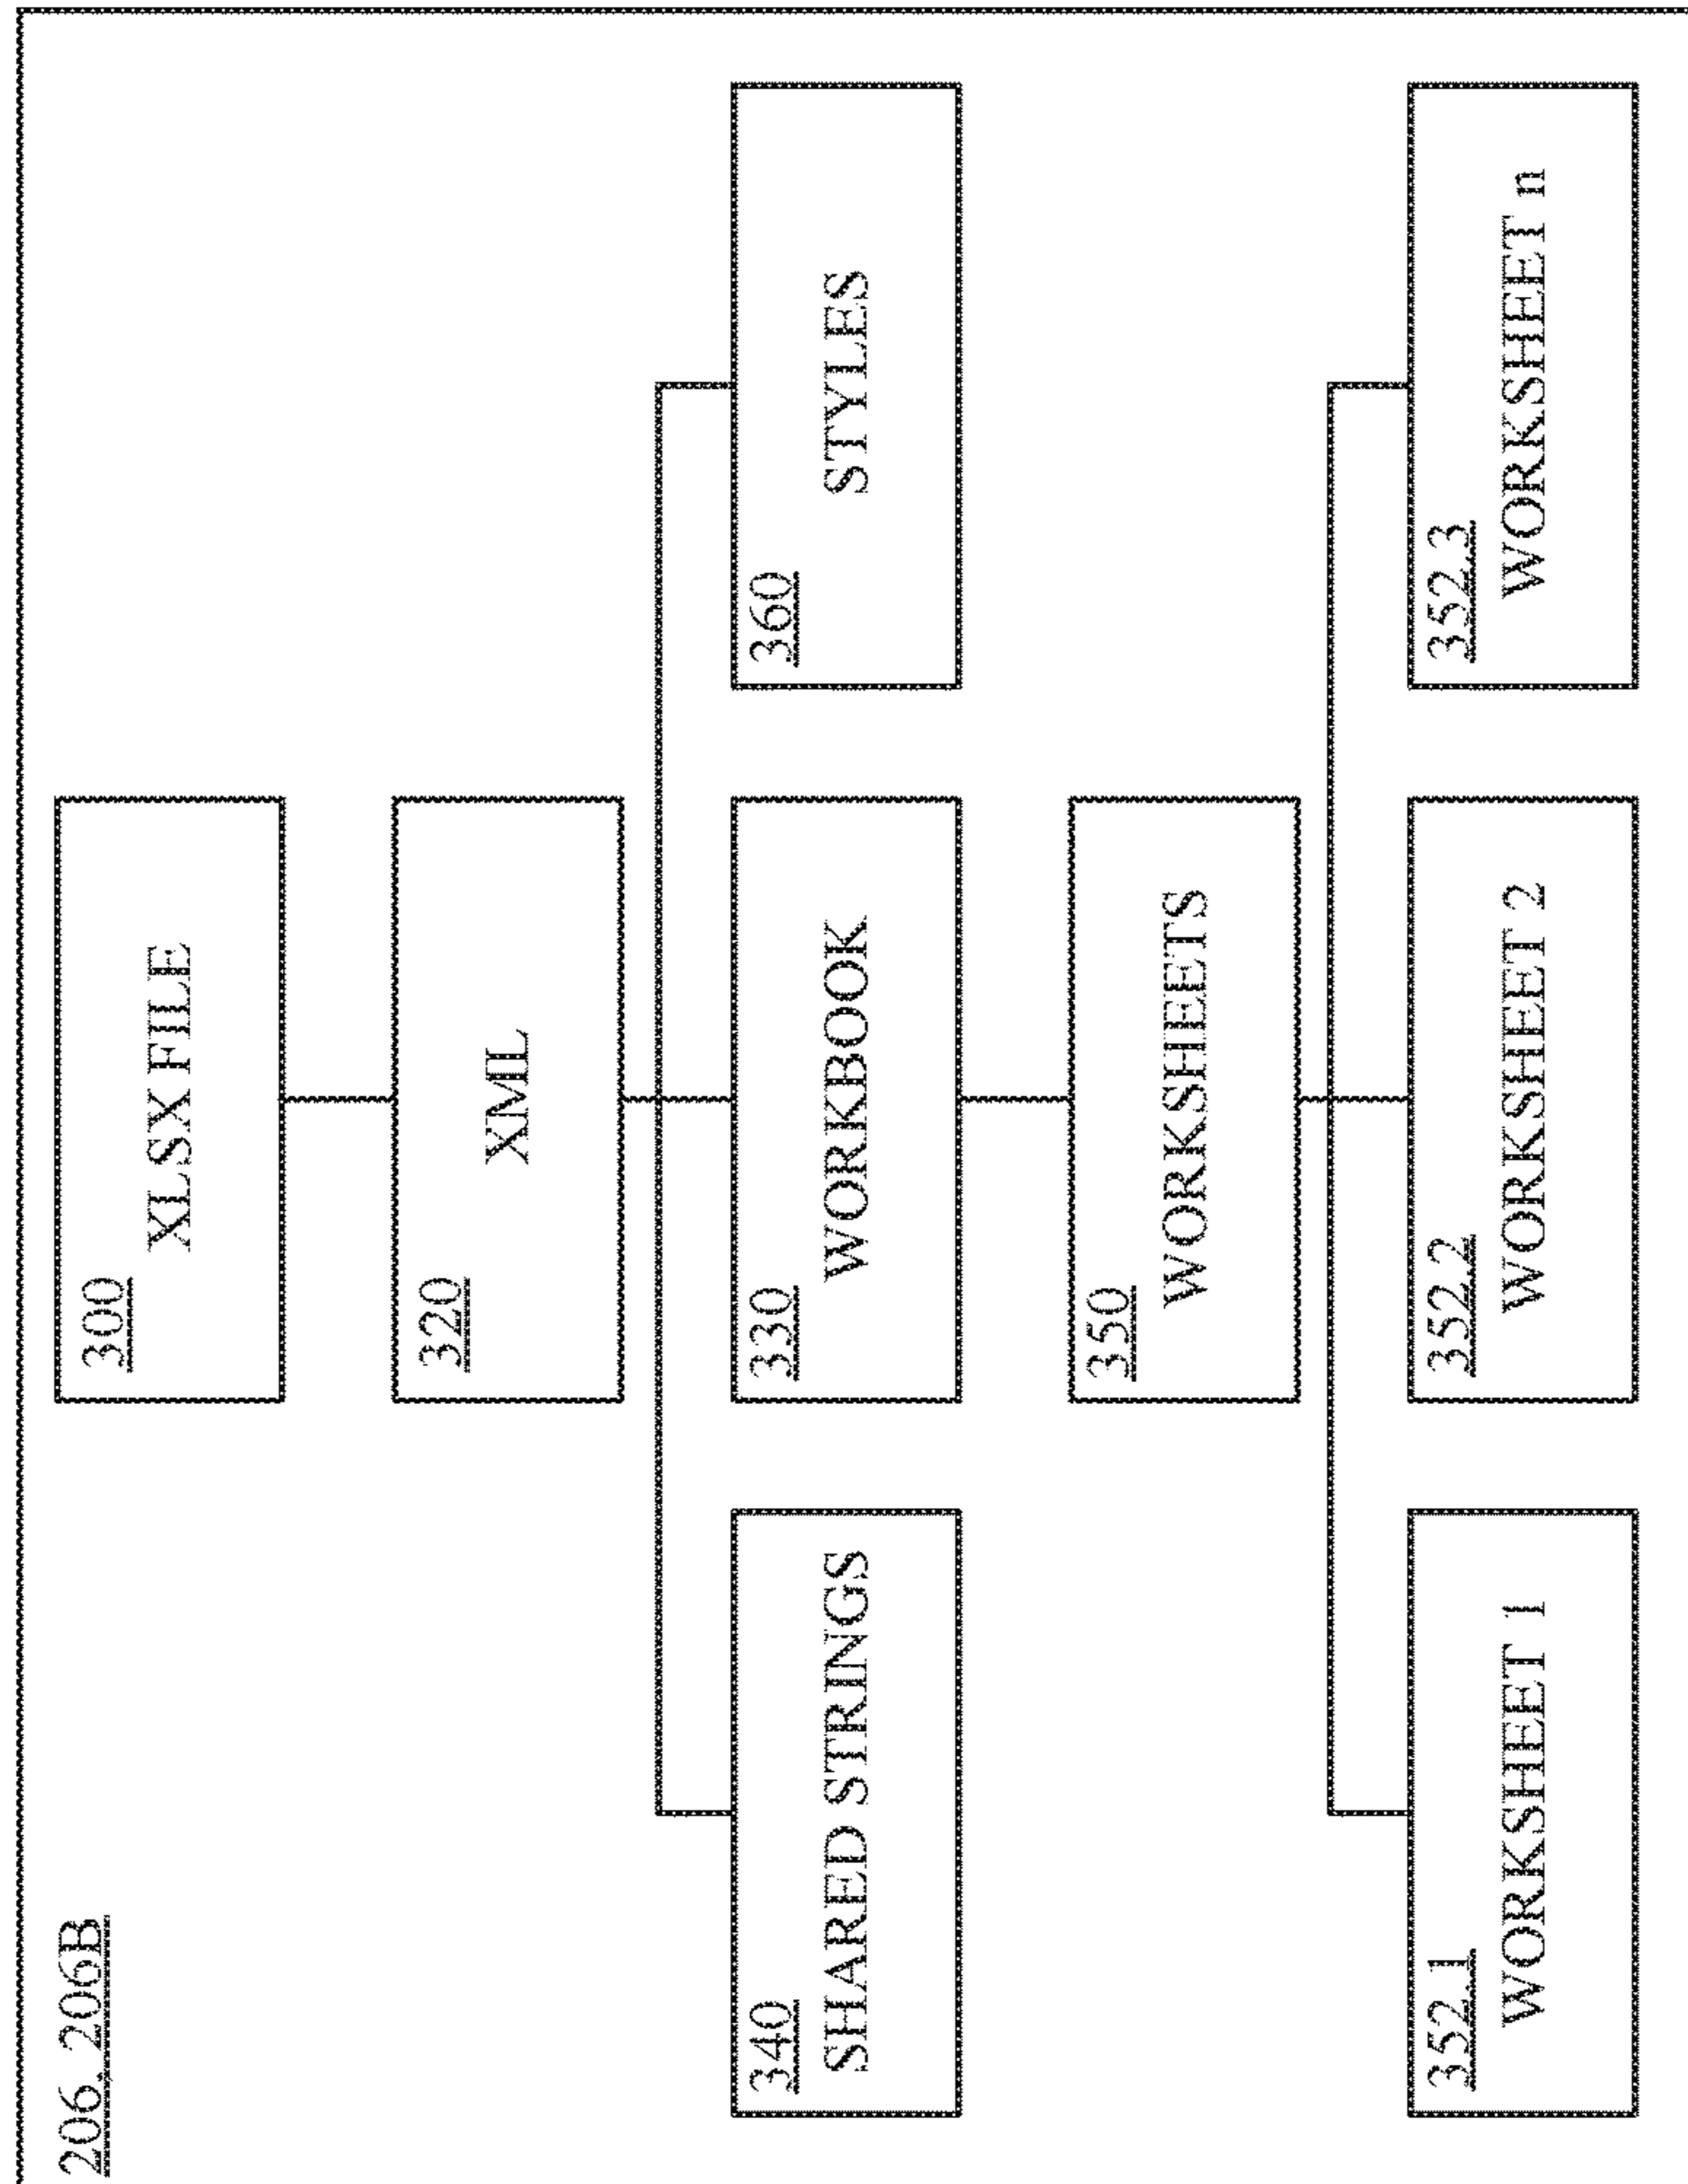 206, 206B
300
XLSX FILE
320
XML
340
SHARED STRINGS
330
WORKBOOK
360
STYLES
350
WORKSHEETS
352.1
WORKSHEET 1
352.2
WORKSHEET 2
352.3
WORKSHEET n